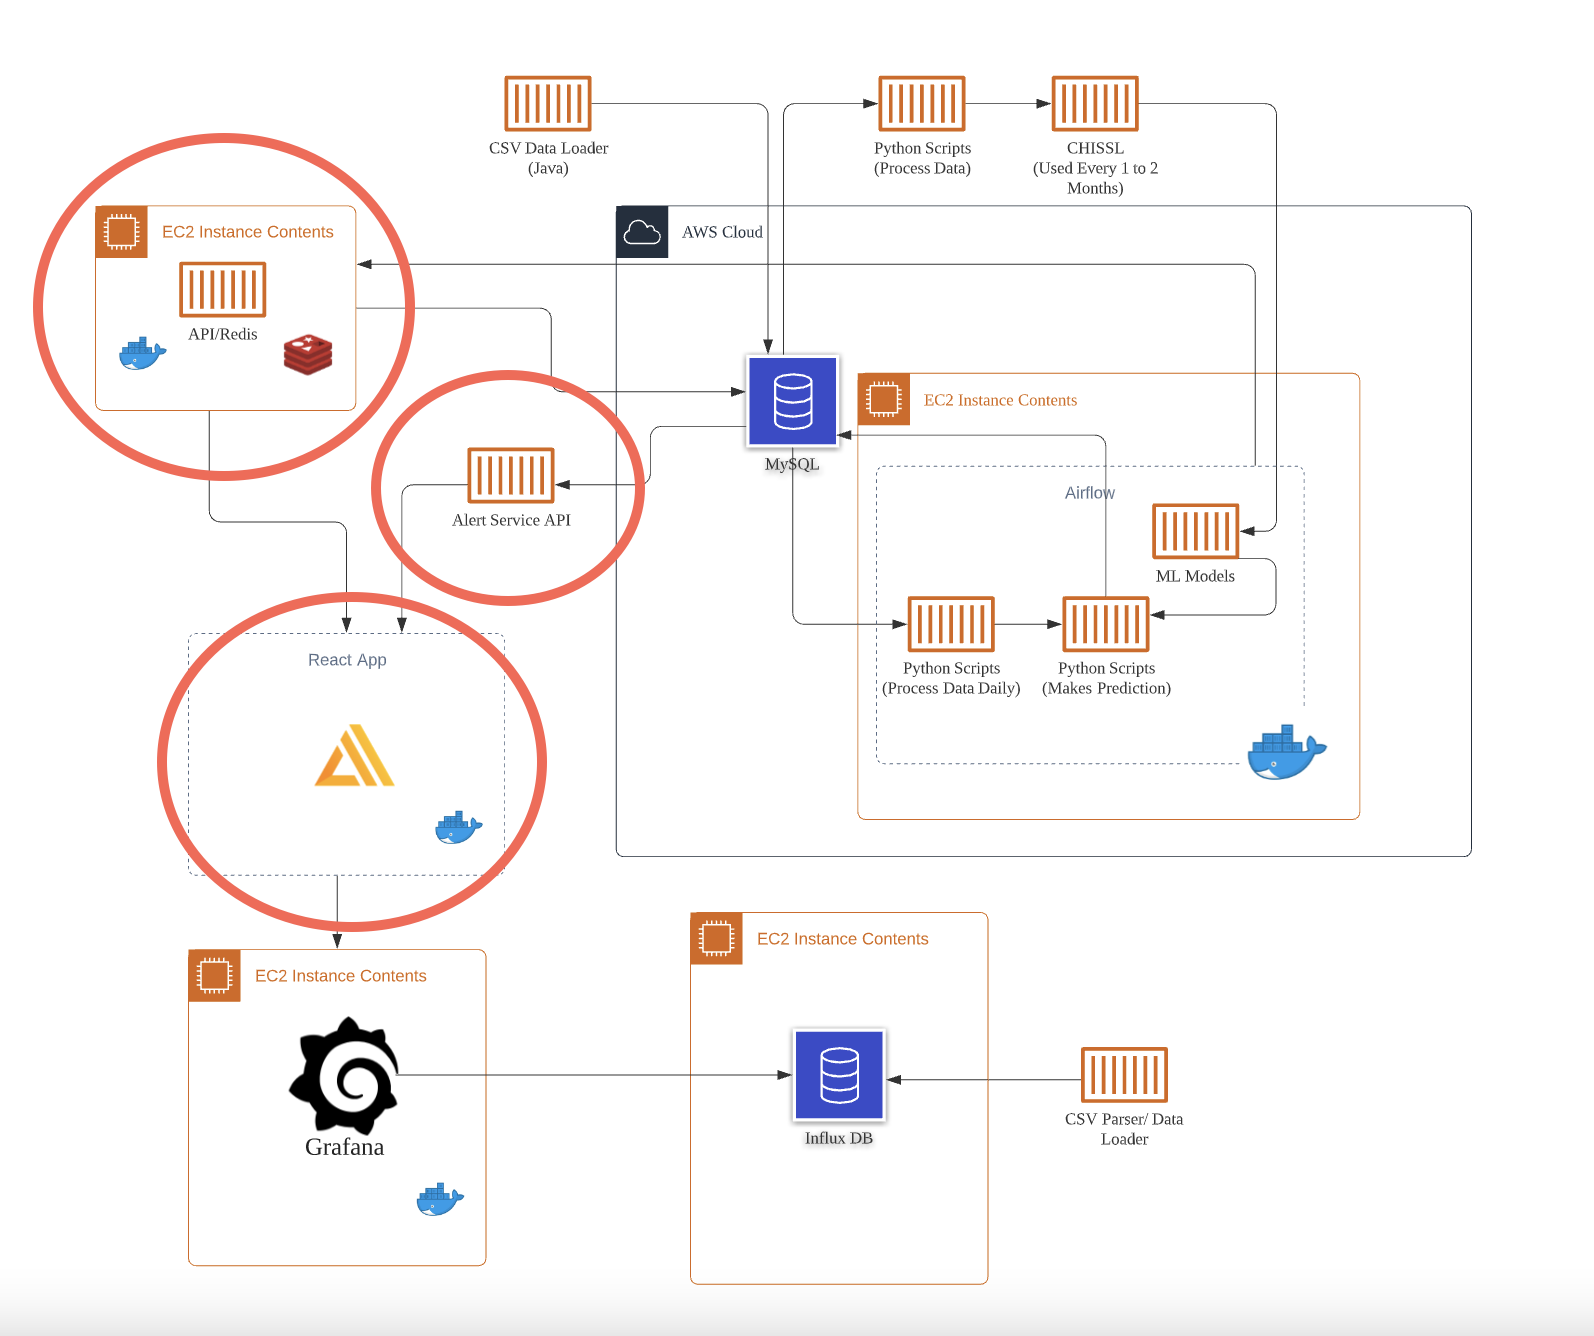 CSV Data Loader
(Java)
Python Scripts
(Process Data)
CHISSL
(Used Every 1 to 2
Months)
EC2 Instance Contents
API/Redis
AWS Cloud
MySQL
EC2 Instance Contents
Airflow
Alert Service API
ML Models
Python Scripts
(Process Data Daily)
Python Scripts
(Makes Prediction)
React App
EC2 Instance Contents
Grafana
EC2 Instance Contents
Influx DB
CSV Parser/ Data
Loader